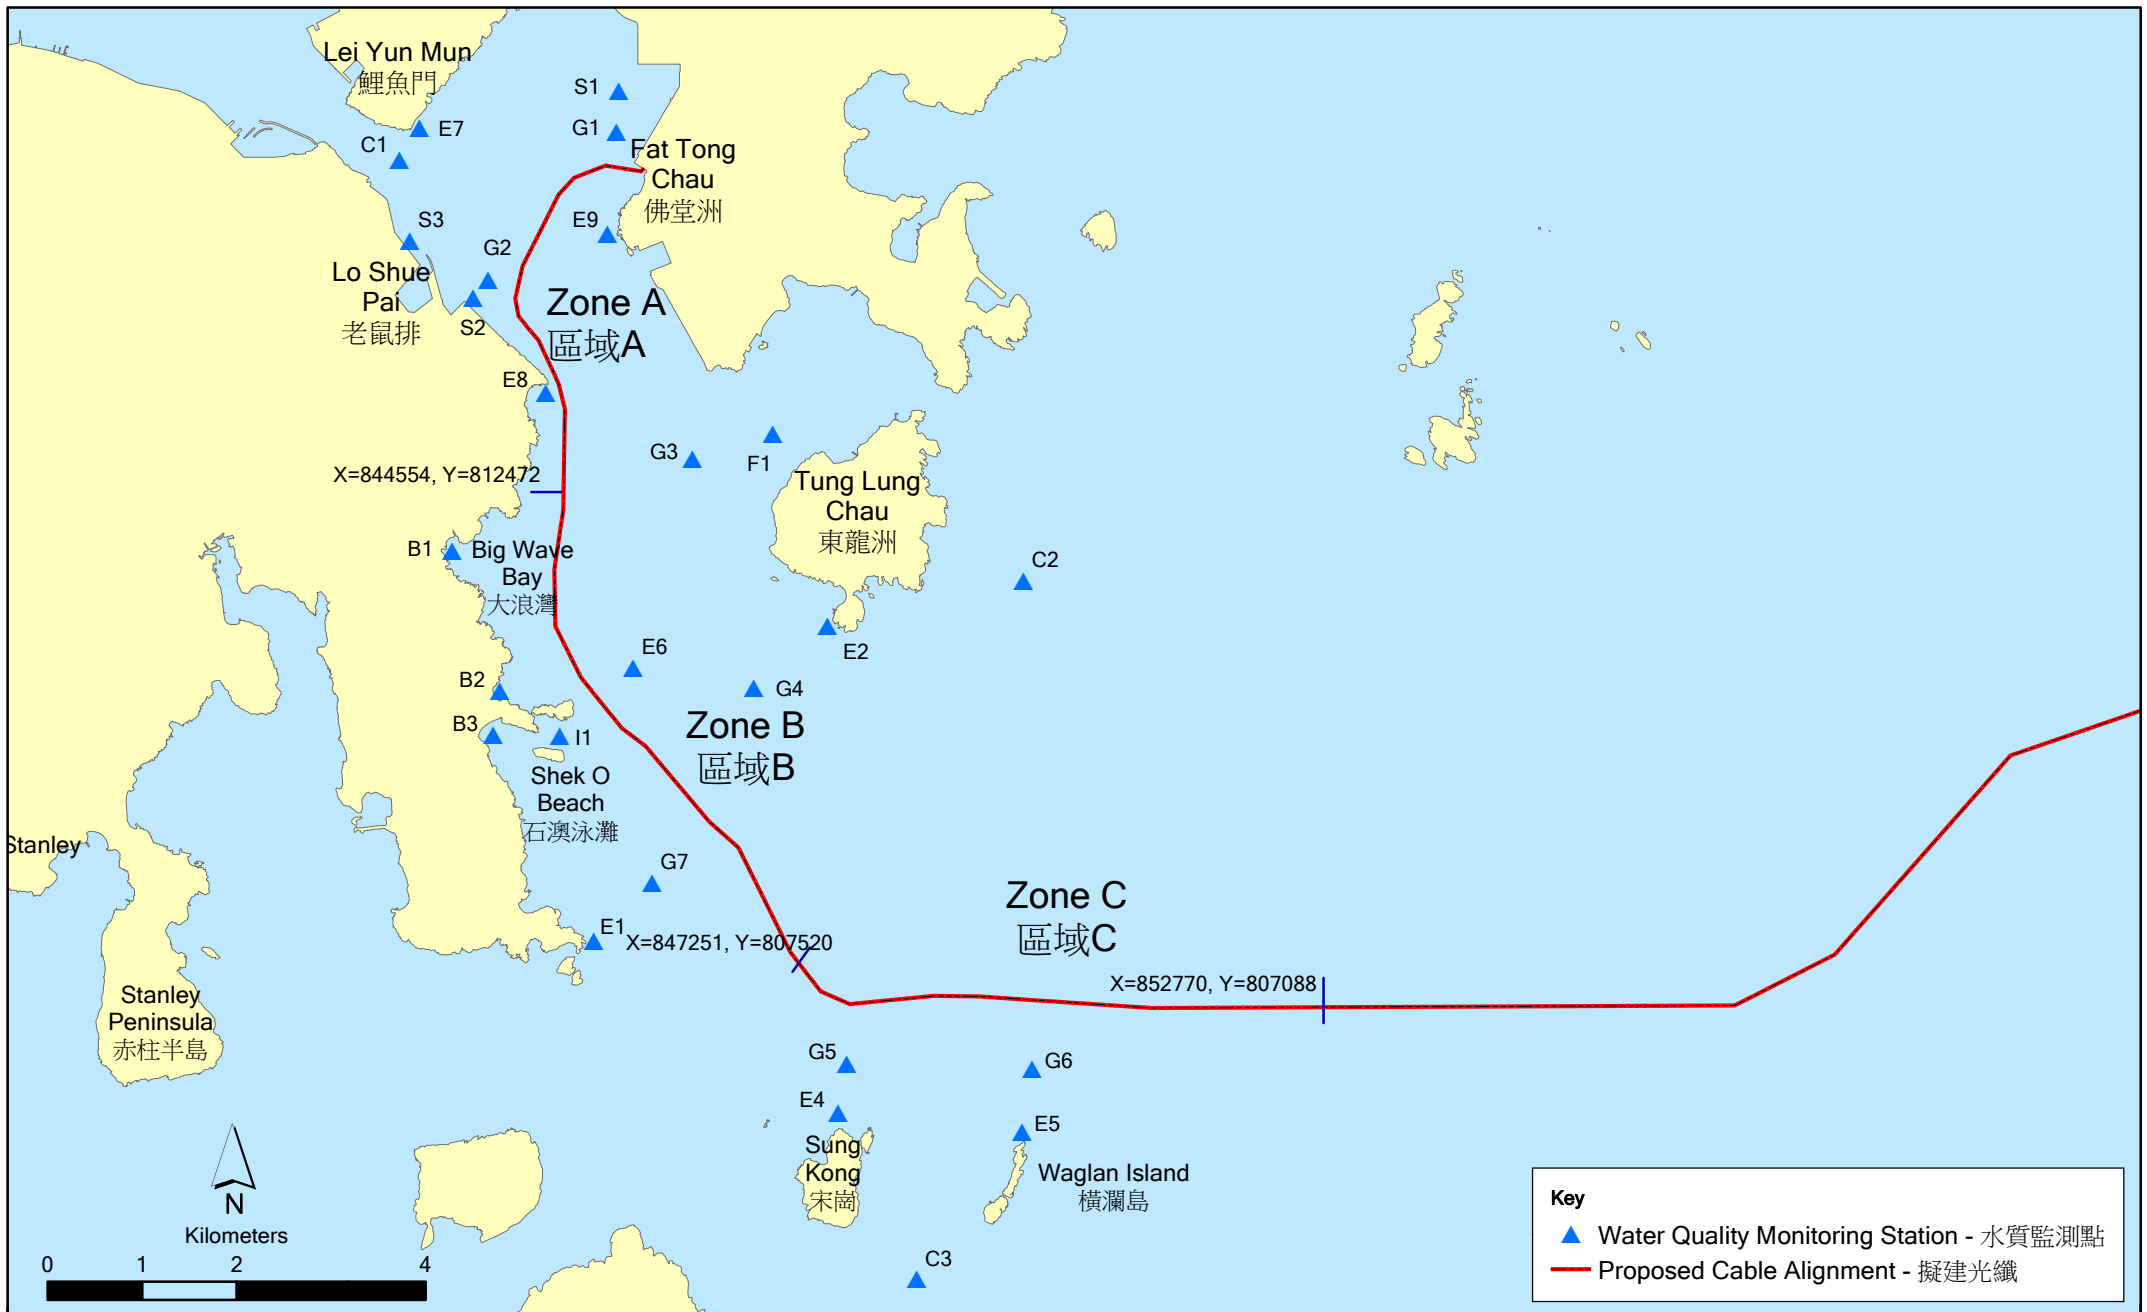 Lei Yun Mun
鯉魚門
S1
G1
E7
C1
Fat Tong
Chau
佛堂洲
S3
E9
G2
Lo Shue
Pai
老鼠排
S2
Zone A
區域A
E8
G3
F1
X=844554, Y=812472
Tung Lung
Chau
東龍洲
B1
Big Wave
Bay
大浪灣
C2
E6
E2
B2
G4
B3
I1
Zone B
區域B
Shek O
Beach
石澳泳灘
Stanley
G7
Zone C
區域C
E1
X=847251, Y=807520
X=852770, Y=807088
Stanley
Peninsula
赤柱半島
G5
G6
E4
E5
Sung
Kong
宋崗
Waglan Island
橫瀾島
N
Kilometers
0 1 2 4
C3
Key
Water Quality Monitoring Station - 水質監測點
Proposed Cable Alignment - 擬建光纖